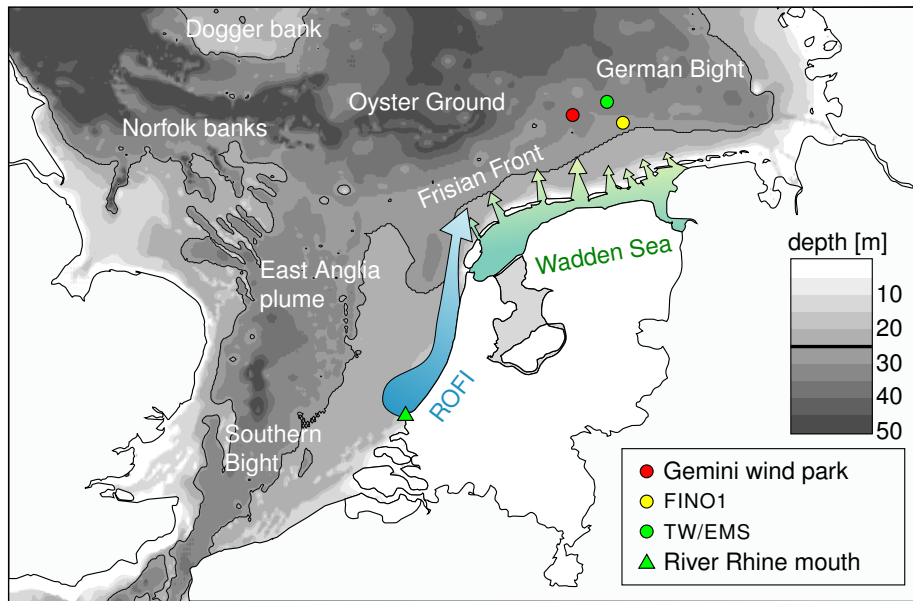 Dogger bank
German Bight
Oyster Ground
Norfolk banks
Frisian Front
Wadden Sea
East Anglia
plume
ROFI
Southern
Bight
depth [m]
10
20
30
40
50
Gemini wind park
FINO1
TW/EMS
River Rhine mouth